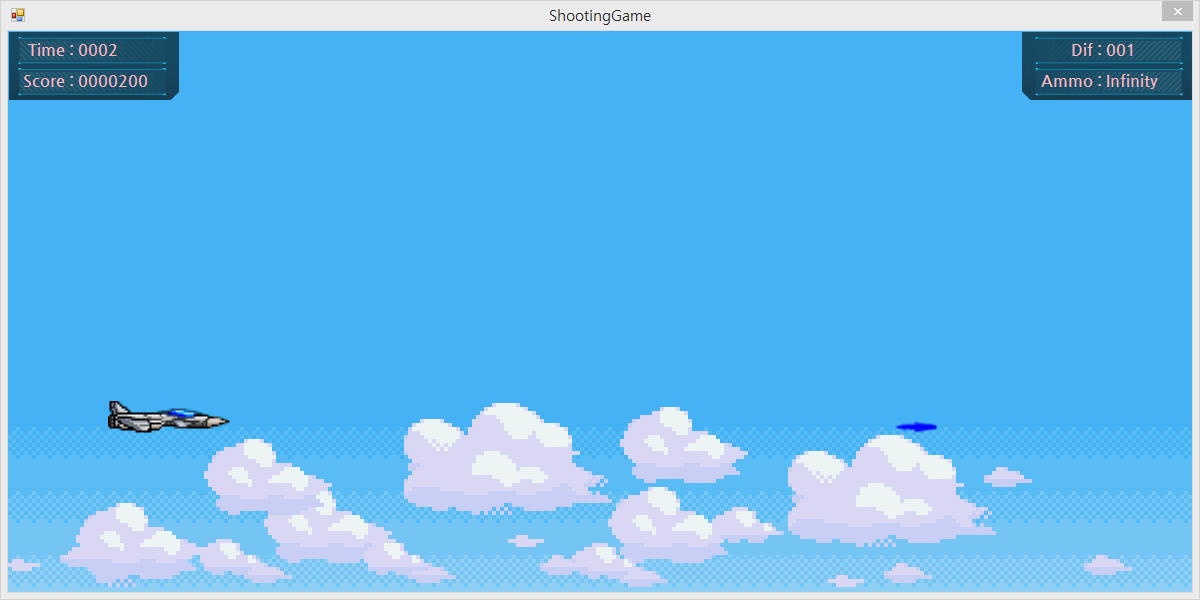 ShootingGame
Time : 0002
Score : 0000200
Dif : 001
Ammo : Infinity